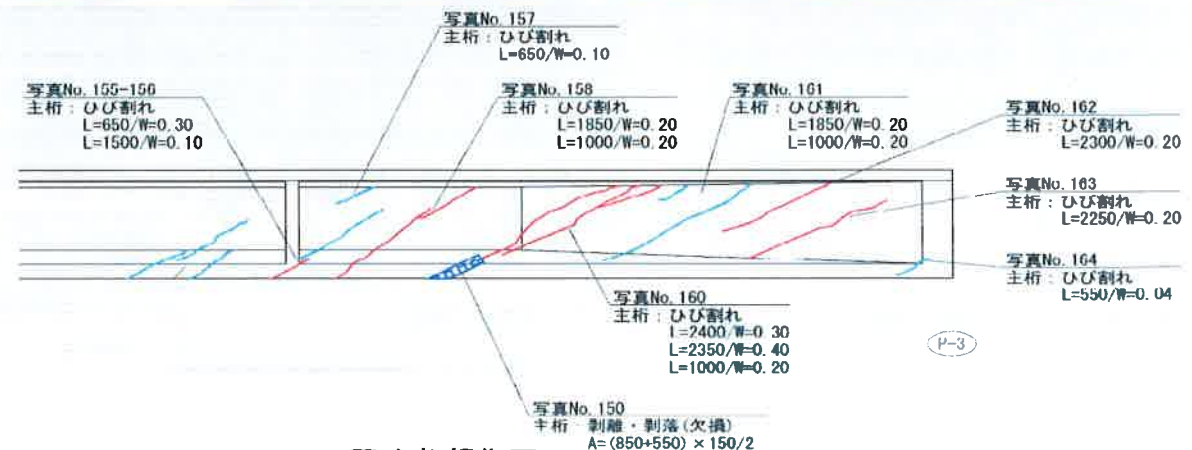 写真No. 157
主桁：ひび割れ
L=650/W=0.10
写真No. 155-156
主桁：ひび割れ
L=650/W=0.30
L=1500/W=0.10
写真No. 158
主桁：ひび割れ
L=1850/W=0.20
L=1000/W=0.20
写真No. 161
主桁：ひび割れ
L=1850/W=0.20
L=1000/W=0.20
写真No. 162
主桁：ひび割れ
L=2300/W=0.20
写真No. 163
主桁：ひび割れ
L=2250/W=0.20
写真No. 164
主桁：ひび割れ
L=550/W=0.04
写真No. 160
主桁：ひび割れ
L=2400/W=0.30
L=2350/W=0.40
L=1000/W=0.20
P-3
写真No. 150
主桁 剥離・剥落(欠損)
A=(850+550)×150/2